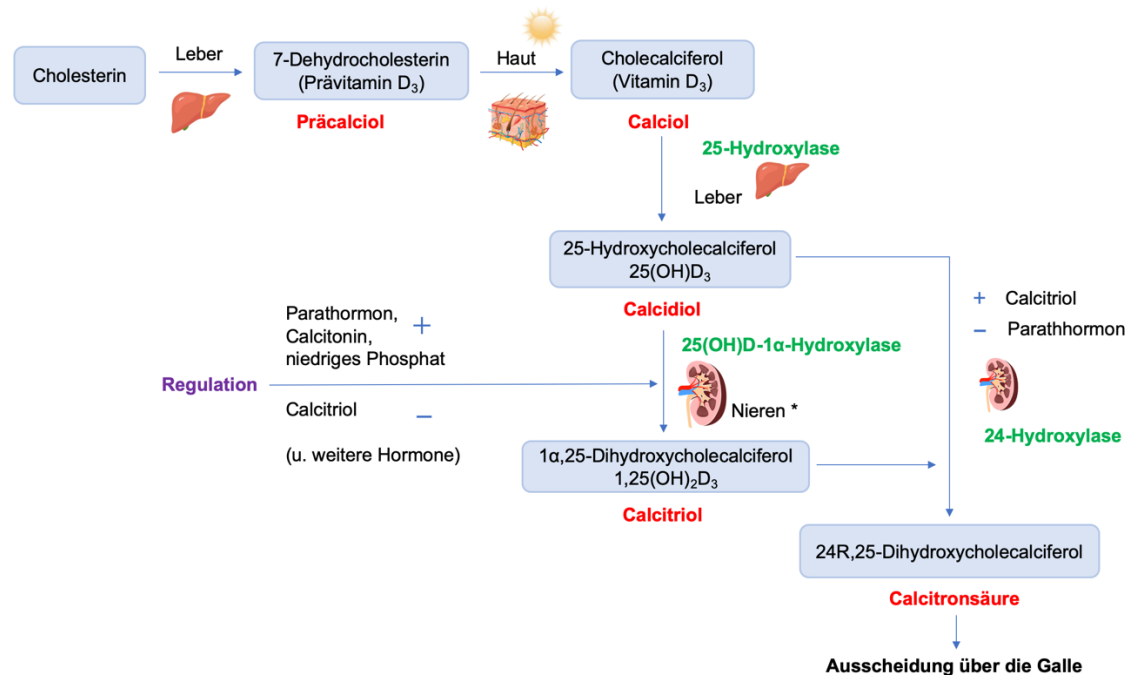 Cholesterin
Leber
7-Dehydrocholesterin
(Prävitamin D₃)
Präcalciol
Haut
Cholecalciferol
(Vitamin D₃)
Calciol
25-Hydroxylase
Leber
25-Hydroxycholecalciferol
25(OH)D₃
Calcidiol
+ Calcitriol
− Parathhormon
Parathormon,
Calcitonin,
niedriges Phosphat
+
25(OH)D-1α-Hydroxylase
Regulation
Calcitriol −
Nieren *
(u. weitere Hormone)
24-Hydroxylase
1α,25-Dihydroxycholecalciferol
1,25(OH)₂D₃
Calcitriol
24R,25-Dihydroxycholecalciferol
Calcitronsäure
Ausscheidung über die Galle